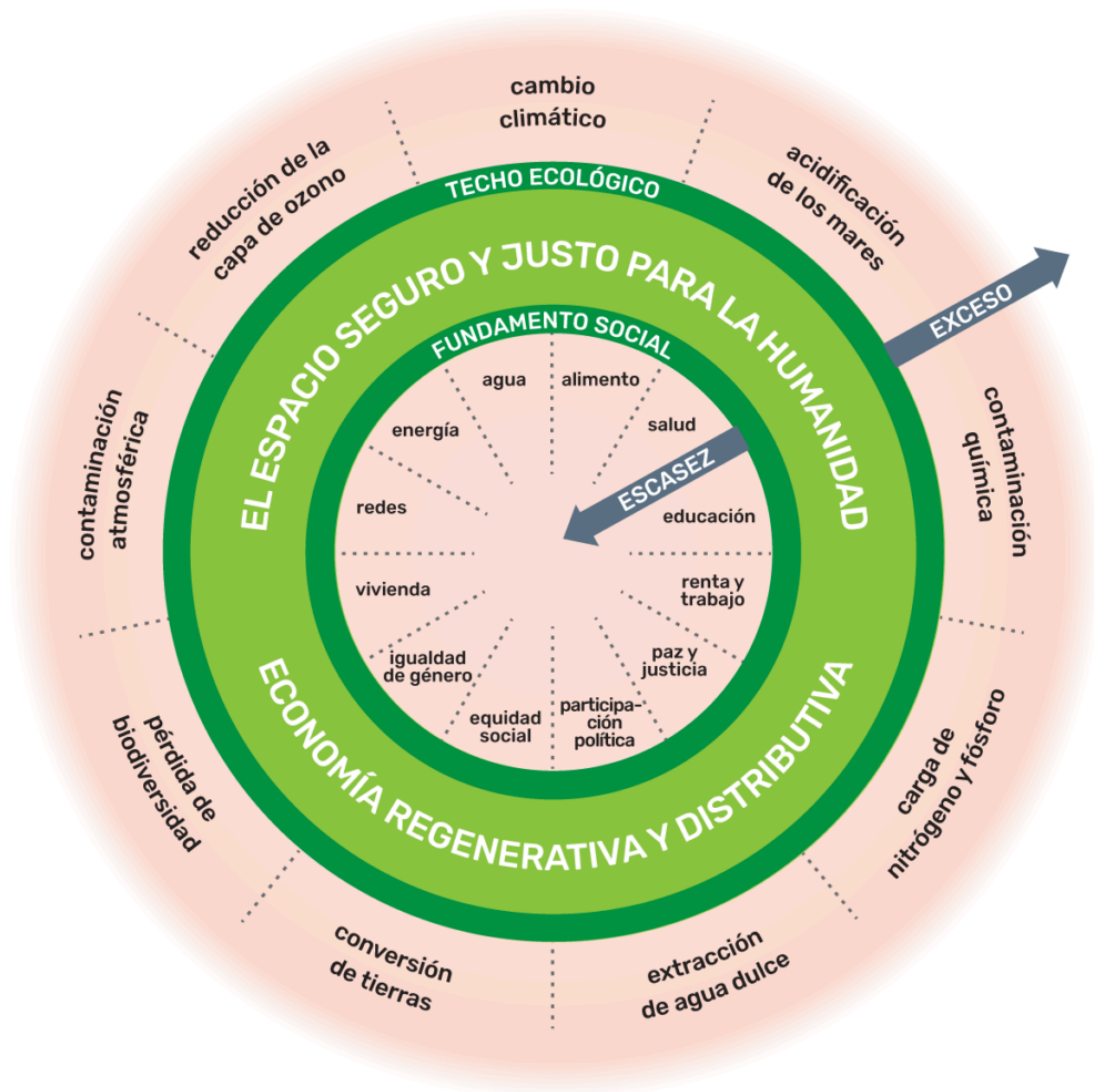 cambio
climático
acidificación
de los mares
EXCESO
contaminación
química
carga de
nitrógeno y fósforo
extracción
de agua dulce
conversión
de tierras
pérdida de
biodiversidad
contaminación
atmosférica
reducción de la
capa de ozono
TECHO ECOLÓGICO
EL ESPACIO SEGURO Y JUSTO PARA LA HUMANIDAD
ECONOMÍA REGENERATIVA Y DISTRIBUTIVA
FUNDAMENTO SOCIAL
agua
alimento
salud
ESCASEZ
educación
renta y
trabajo
paz y
justicia
participa-
ción
política
equidad
social
igualdad
de género
vivienda
redes
energía